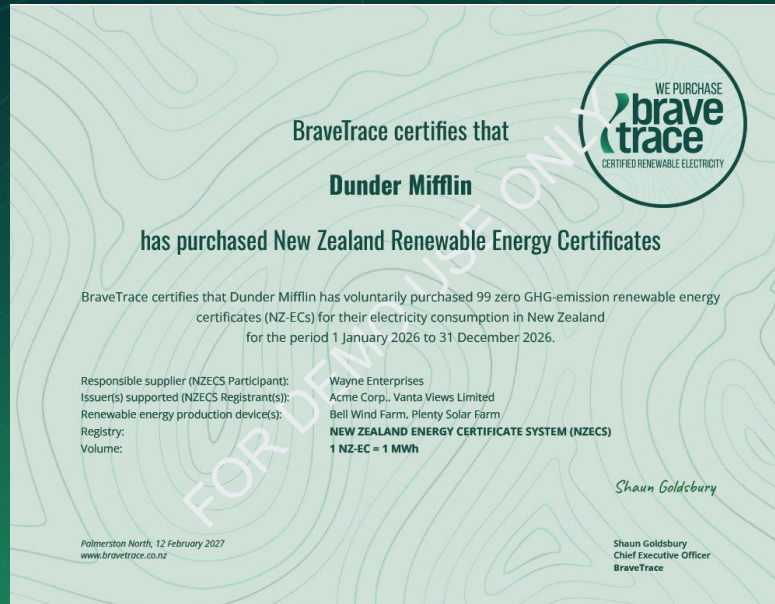 WE PURCHASE
brave
trace
CERTIFIED RENEWABLE ELECTRICITY
BraveTrace certifies that
Dunder Mifflin
has purchased New Zealand Renewable Energy Certificates
BraveTrace certifies that Dunder Mifflin has voluntarily purchased 99 zero GHG-emission renewable energy
certificates (NZ-ECs) for their electricity consumption in New Zealand
for the period 1 January 2026 to 31 December 2026.
Responsible supplier (NZECS Participant): Wayne Enterprises
Issuer(s) supported (NZECS Registrant(s)): Acme Corp., Vanta Views Limited
Renewable energy production device(s): Bell Wind Farm, Plenty Solar Farm
Registry: NEW ZEALAND ENERGY CERTIFICATE SYSTEM (NZECS)
Volume: 1 NZ-EC = 1 MWh
FOR DEMO USE ONLY
Shaun Goldsbury
Palmerston North, 12 February 2027
www.bravetrace.co.nz
Shaun Goldsbury
Chief Executive Officer
BraveTrace